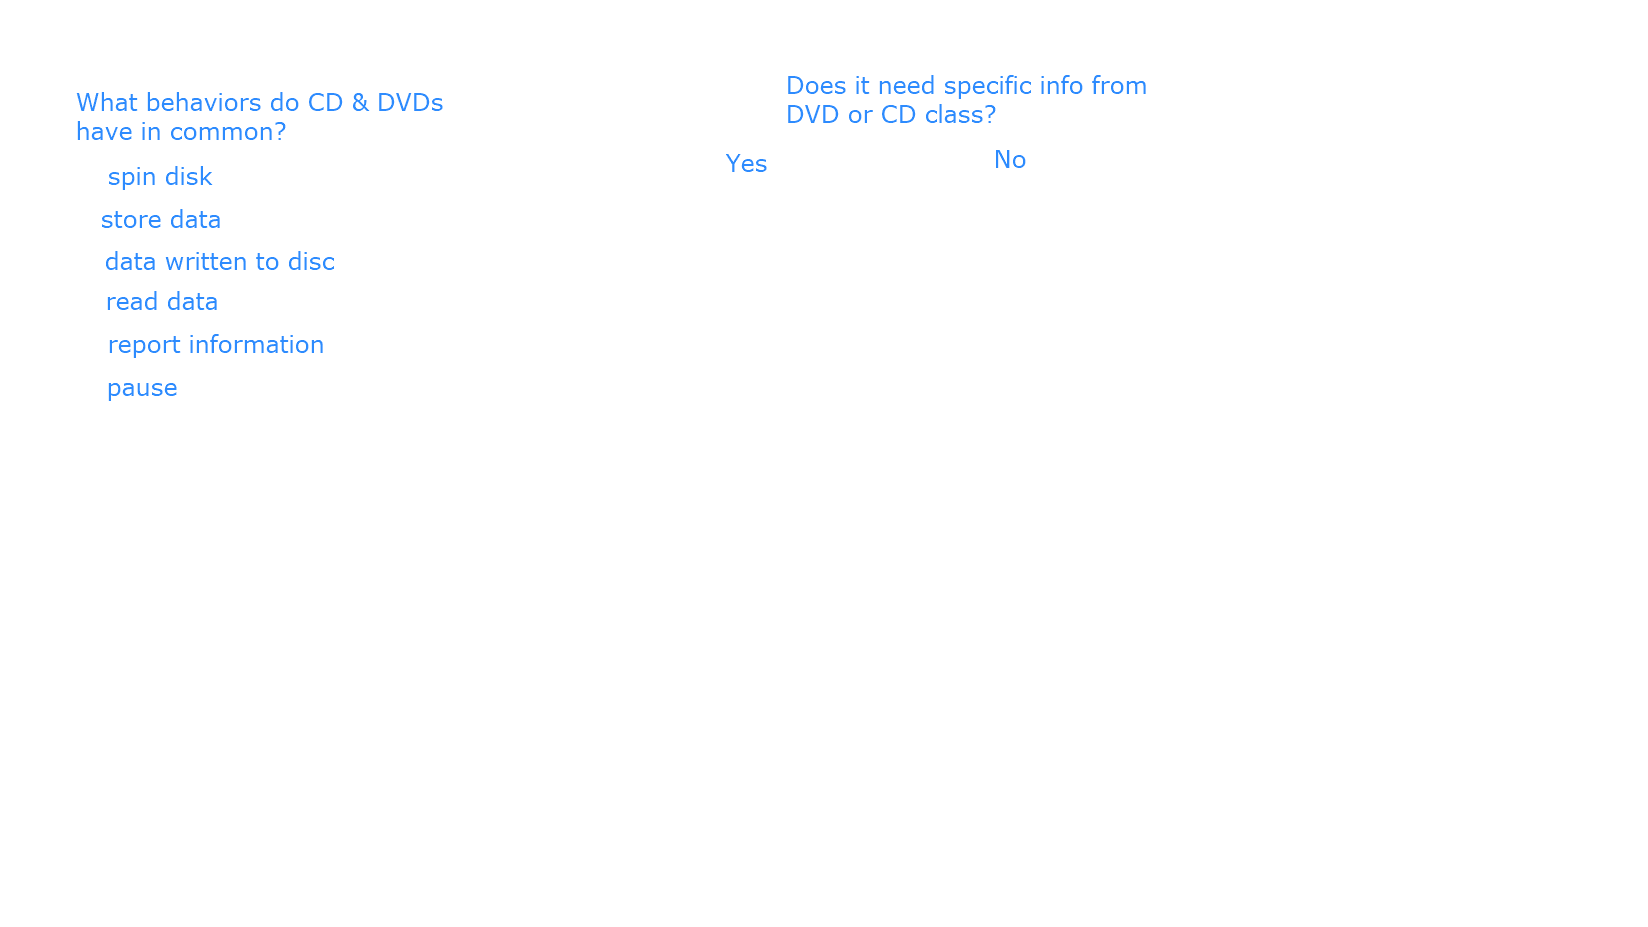 What behaviors do CD & DVDs
have in common?
spin disk
store data
data written to disc
read data
report information
pause
Does it need specific info from
DVD or CD class?
Yes
No